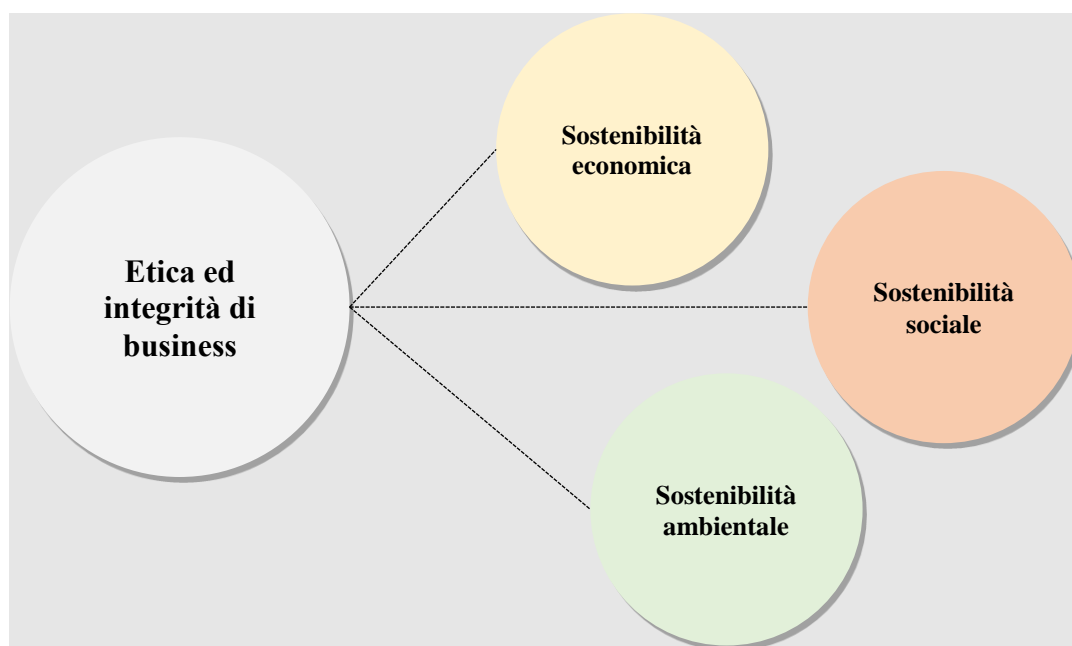 Sostenibilità
economica
Etica ed
integrità di
business
Sostenibilità
sociale
Sostenibilità
ambientale